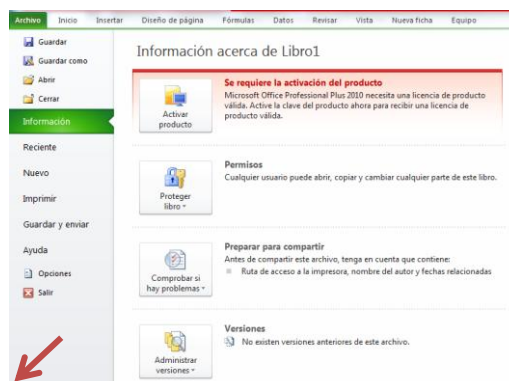 Archivo Inicio Insertar Diseño de página Fórmulas Datos Revisar Vista Nueva ficha Equipo
Guardar
Guardar como
Abrir
Cerrar
Información
Reciente
Nuevo
Imprimir
Guardar y enviar
Ayuda
Opciones
Salir
Información acerca de Libro1
Activar
producto
Se requiere la activación del producto
Microsoft Office Professional Plus 2010 necesita una licencia de producto
válida. Active la clave del producto ahora para recibir una licencia de
producto válida.
Proteger
libro
Permisos
Cualquier usuario puede abrir, copiar y cambiar cualquier parte de este libro.
Comprobar si
hay problemas
Preparar para compartir
Antes de compartir este archivo, tenga en cuenta que contiene:
Ruta de acceso a la impresora, nombre del autor y fechas relacionadas
Administrar
versiones
Versiones
No existen versiones anteriores de este archivo.